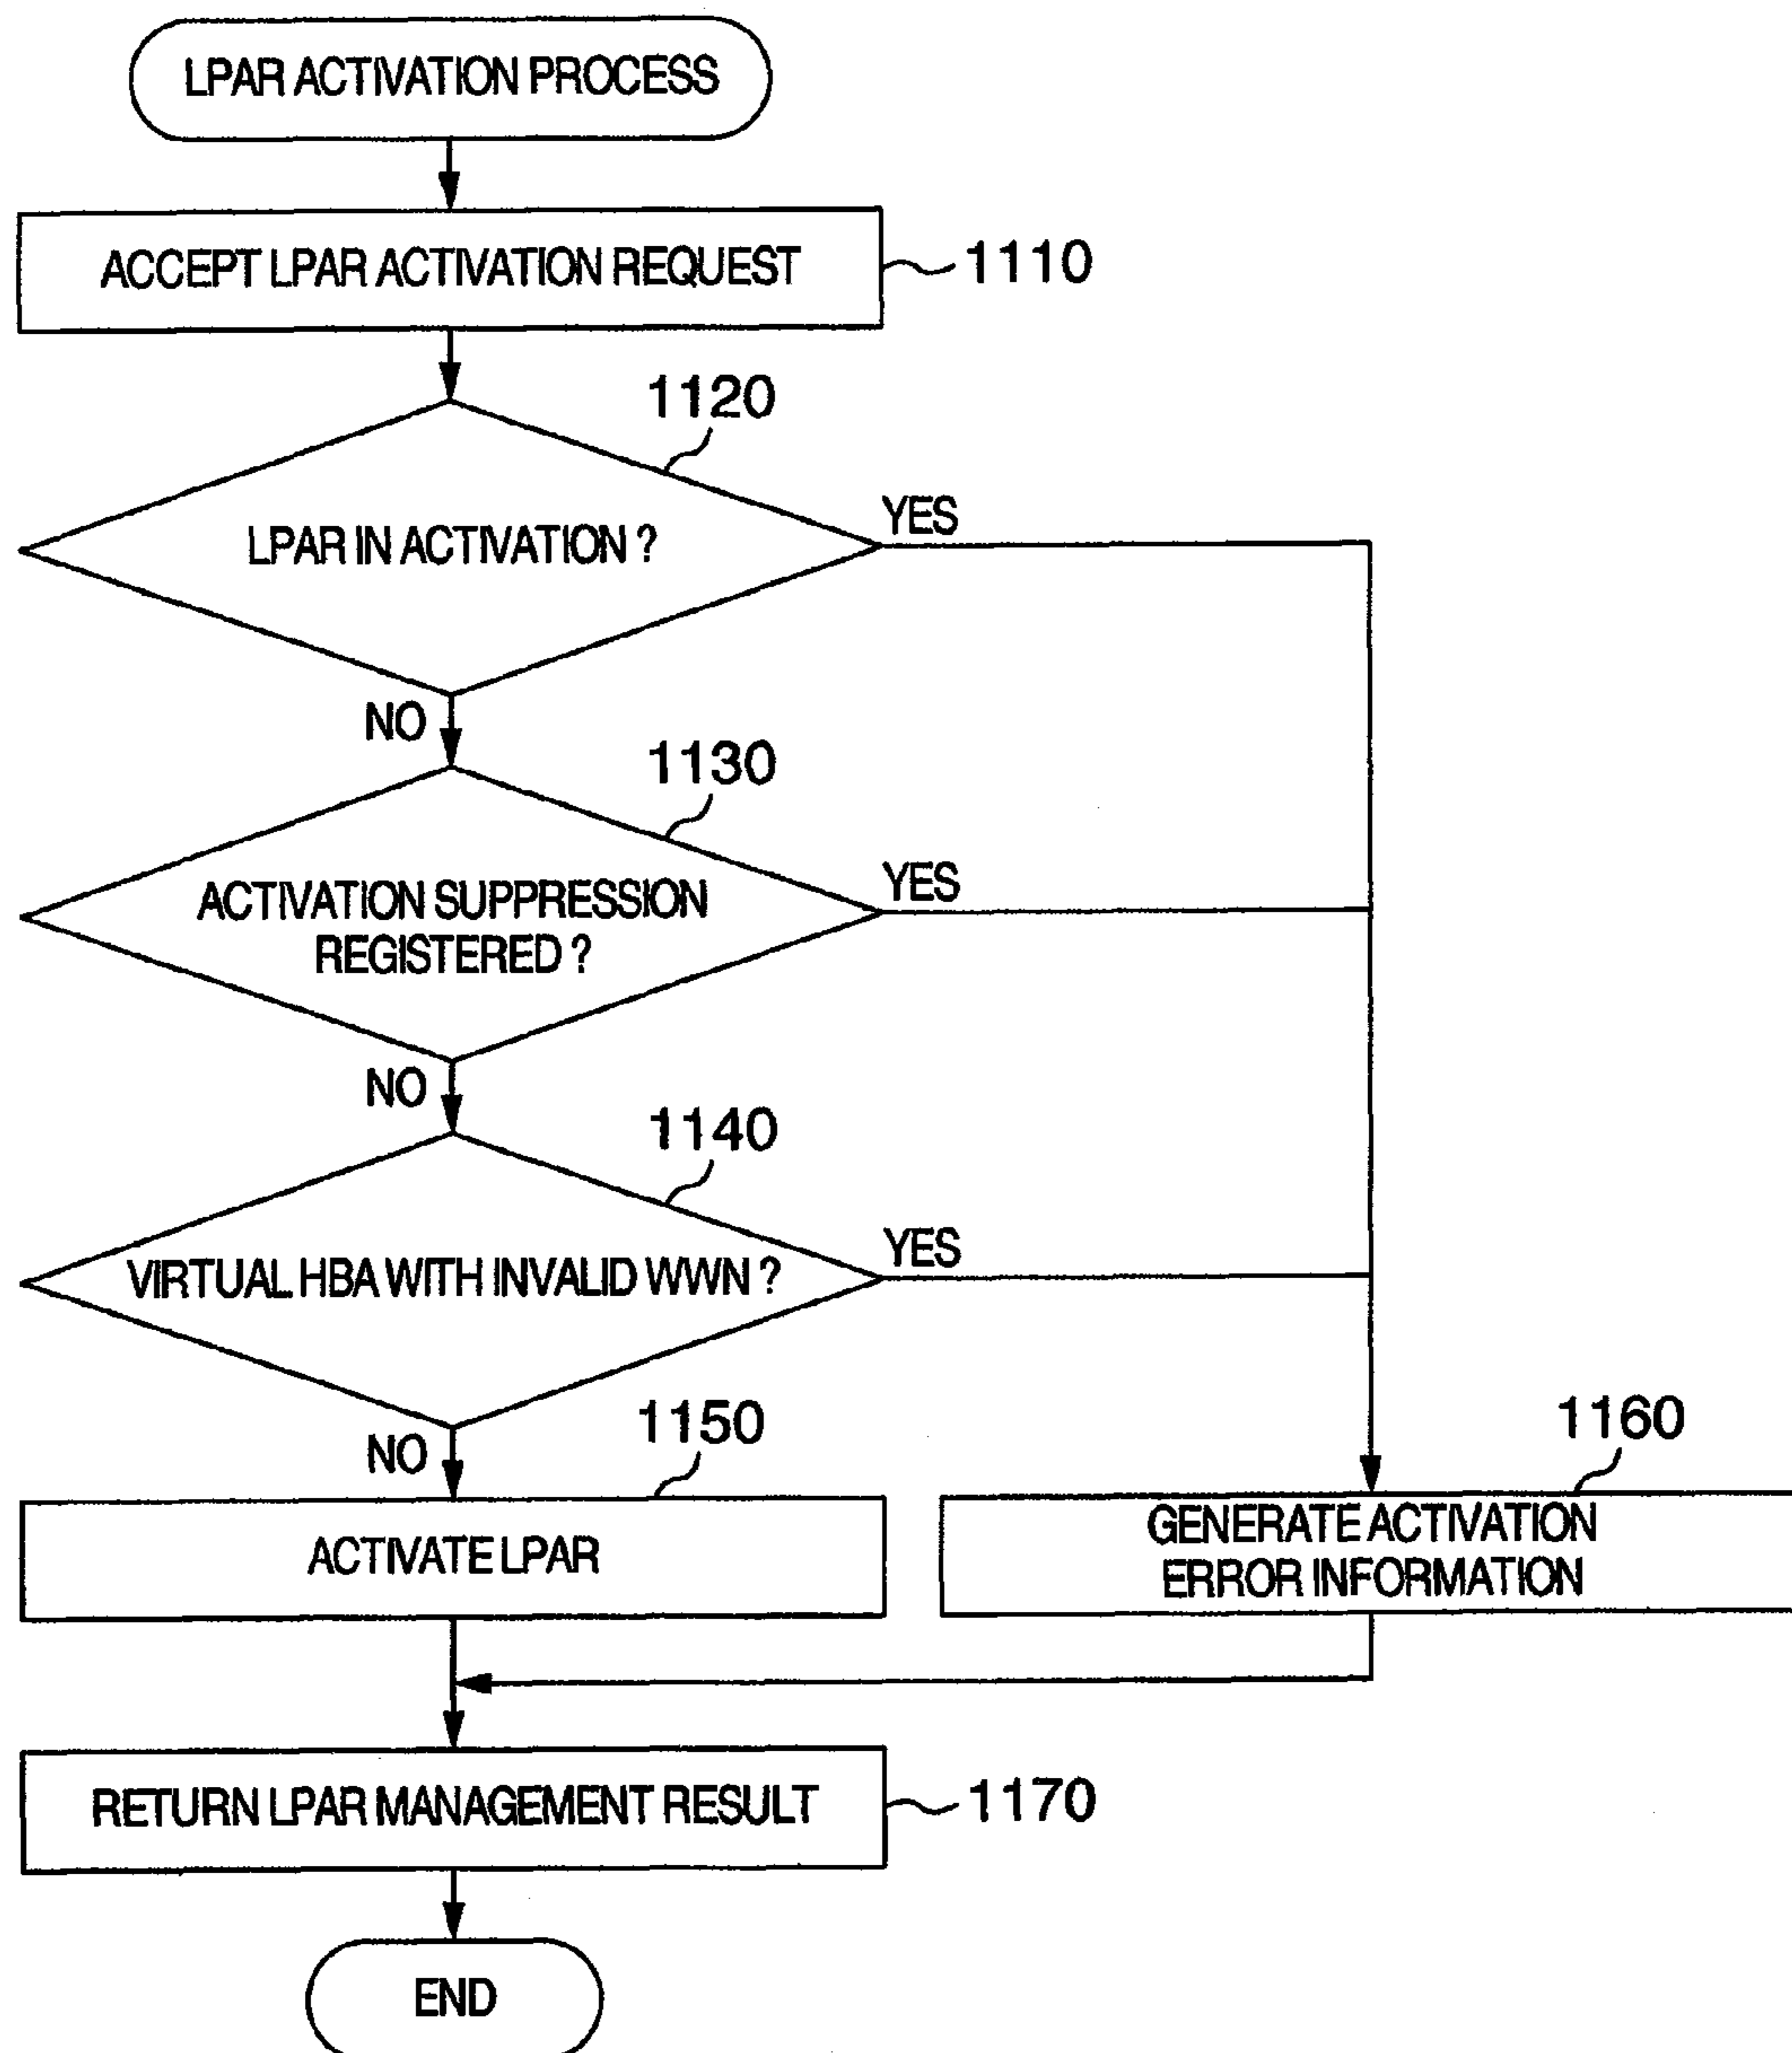 LPAR ACTIVATION PROCESS
ACCEPT LPAR ACTIVATION REQUEST
1110
1120
LPAR IN ACTIVATION ?
YES
NO
1130
ACTIVATION SUPPRESSION
REGISTERED ?
YES
NO
1140
VIRTUAL HBA WITH INVALID WWN ?
YES
NO
1150
ACTIVATE LPAR
1160
GENERATE ACTIVATION
ERROR INFORMATION
RETURN LPAR MANAGEMENT RESULT
1170
END